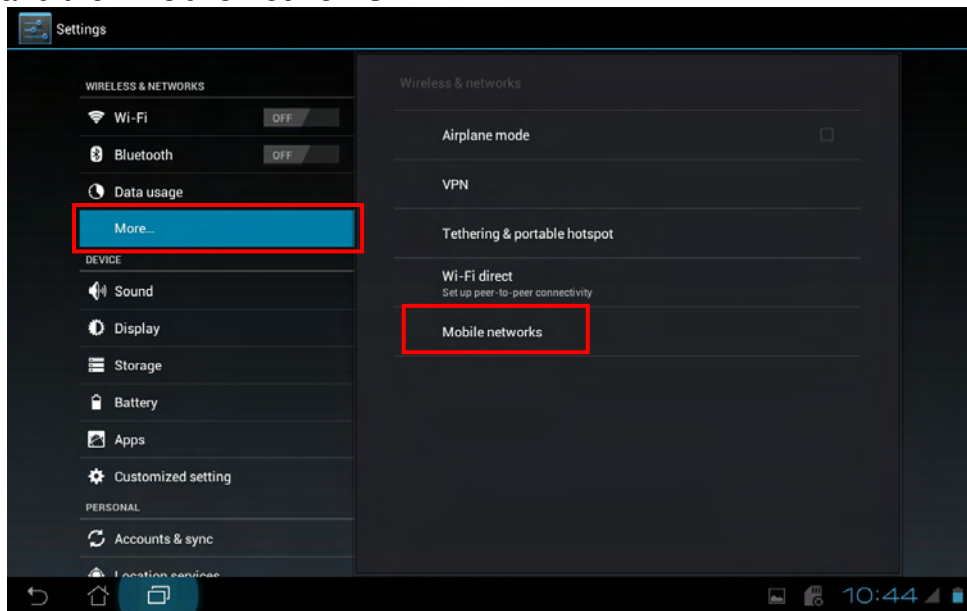 Settings
WIRELESS & NETWORKS
Wi-Fi OFF
Bluetooth OFF
Data usage
More...
DEVICE
Sound
Display
Storage
Battery
Apps
Customized setting
PERSONAL
Accounts & sync
Location services
Wireless & networks
Airplane mode
VPN
Tethering & portable hotspot
Wi-Fi direct
Set up peer-to-peer connectivity
Mobile networks
10:44